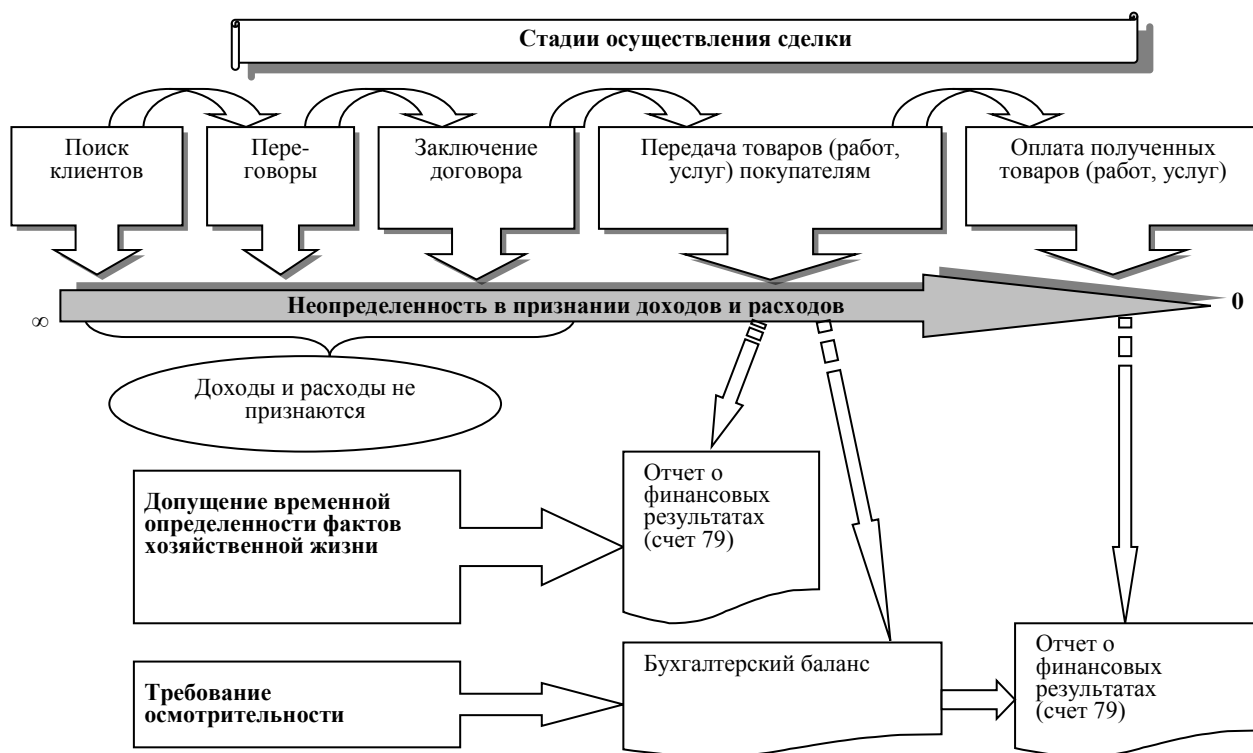 Стадии осуществления сделки
Поиск
клиентов
Пере-
говоры
Заключение
договора
Передача товаров (работ,
услуг) покупателям
Оплата полученных
товаров (работ, услуг)
∞
Неопределенность в признании доходов и расходов
0
Доходы и расходы не
признаются
Допущение временной
определенности фактов
хозяйственной жизни
Отчет о
финансовых
результатах
(счет 79)
Требование
осмотрительности
Бухгалтерский баланс
Отчет о
финансовых
результатах
(счет 79)